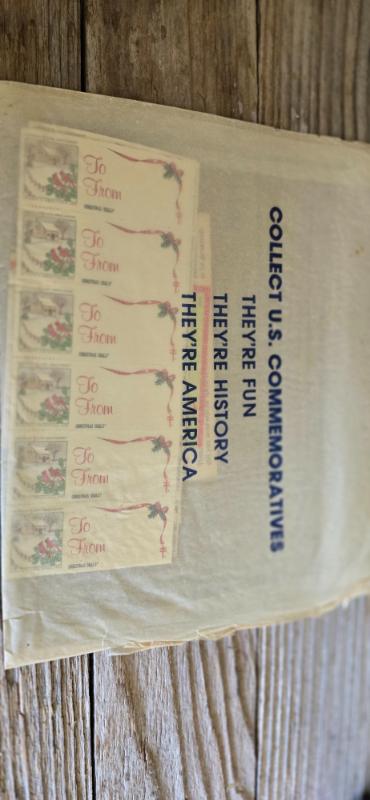 COLLECT U.S. COMMEMORATIVES
THEY'RE FUN
THEY'RE HISTORY
THEY'RE AMERICA
To
From
To
From
To
From
To
From
To
From
To
From